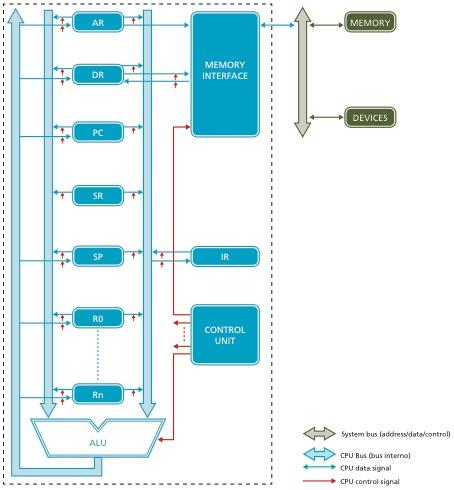 AR
MEMORY
DR
MEMORY
INTERFACE
PC
DEVICES
SR
SP
IR
R0
CONTROL
UNIT
Rn
ALU
System bus (address/data/control)
CPU Bus (bus interno)
CPU data signal
CPU control signal